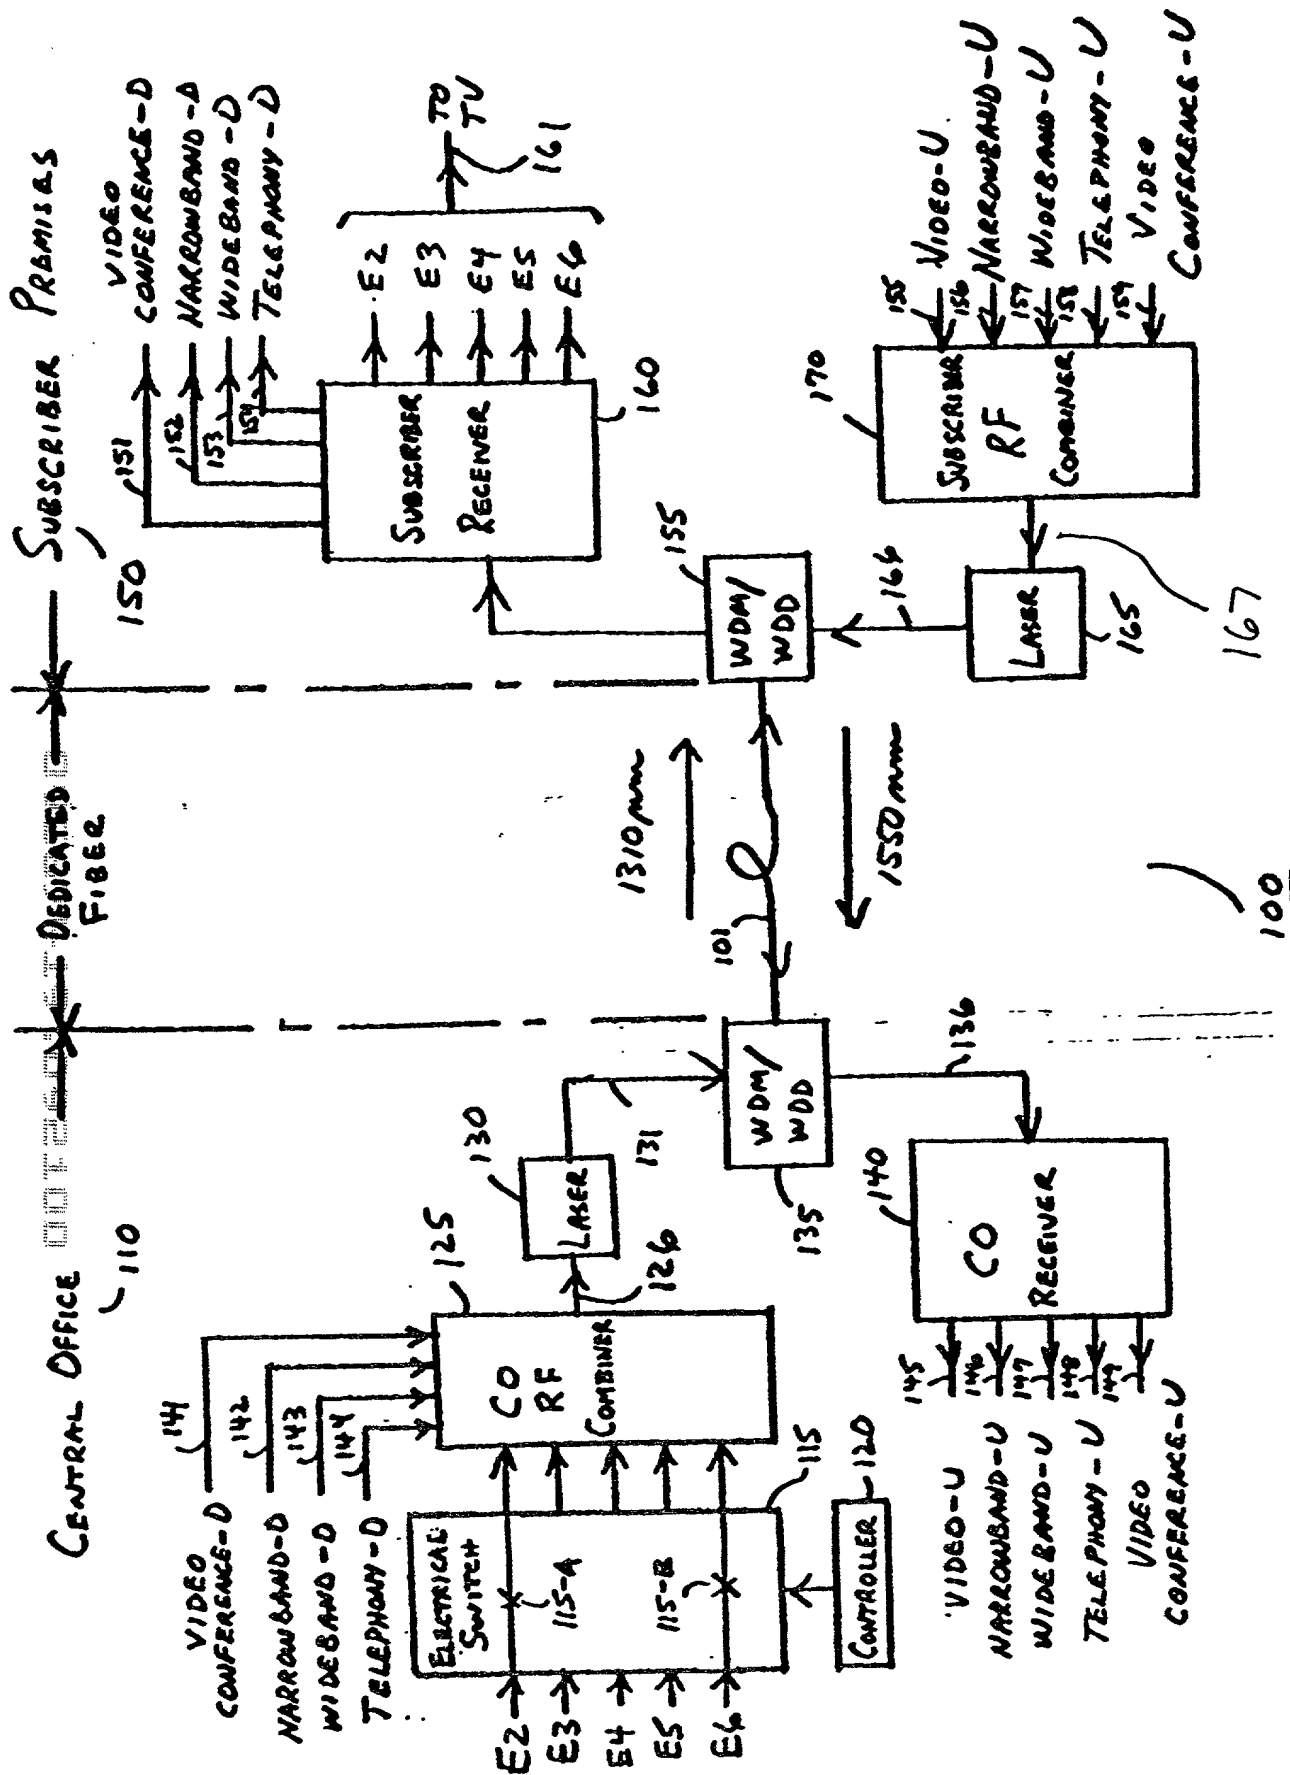 CENTRAL OFFICE
110
DEDICATED
FIBER
SUBSCRIBER PREMISES
150
VIDEO
CONFERENCE-D
NARROWBAND-D
WIDEBAND-D
TELEPHONY-D
141
142
143
144
ELECTRICAL
SWITCH
115-A
115-B
E2
E3
E4
E5
E6
115
CONTROLLER
120
CO
RF
COMBINER
125
126
LASER
130
131
WDM/
WDD
135
136
CO
RECEIVER
140
145
146
147
148
149
VIDEO-U
NARROWBAND-U
WIDEBAND-U
TELEPHONY-U
VIDEO
CONFERENCE-U
101
1310nm
1550nm
100
WDM/
WDD
155
VIDEO
CONFERENCE-D
NARROWBAND-D
WIDEBAND-D
TELEPHONY-D
151
152
153
154
SUBSCRIBER
RECEIVER
160
E2
E3
E4
E5
E6
TO
TV
161
166
LASER
165
167
SUBSCRIBER
RF
COMBINER
170
155
156
157
158
159
VIDEO-U
NARROWBAND-U
WIDEBAND-U
TELEPHONY-U
VIDEO
CONFERENCE-U